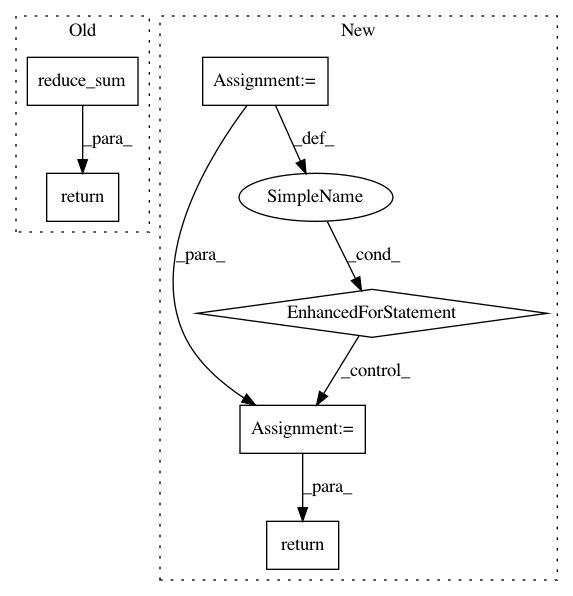 Old
New
reduce_sum
Assignment:=
_para_
_def_
return
SimpleName
_para_
_cond_
EnhancedForStatement
_control_
Assignment:=
_para_
return